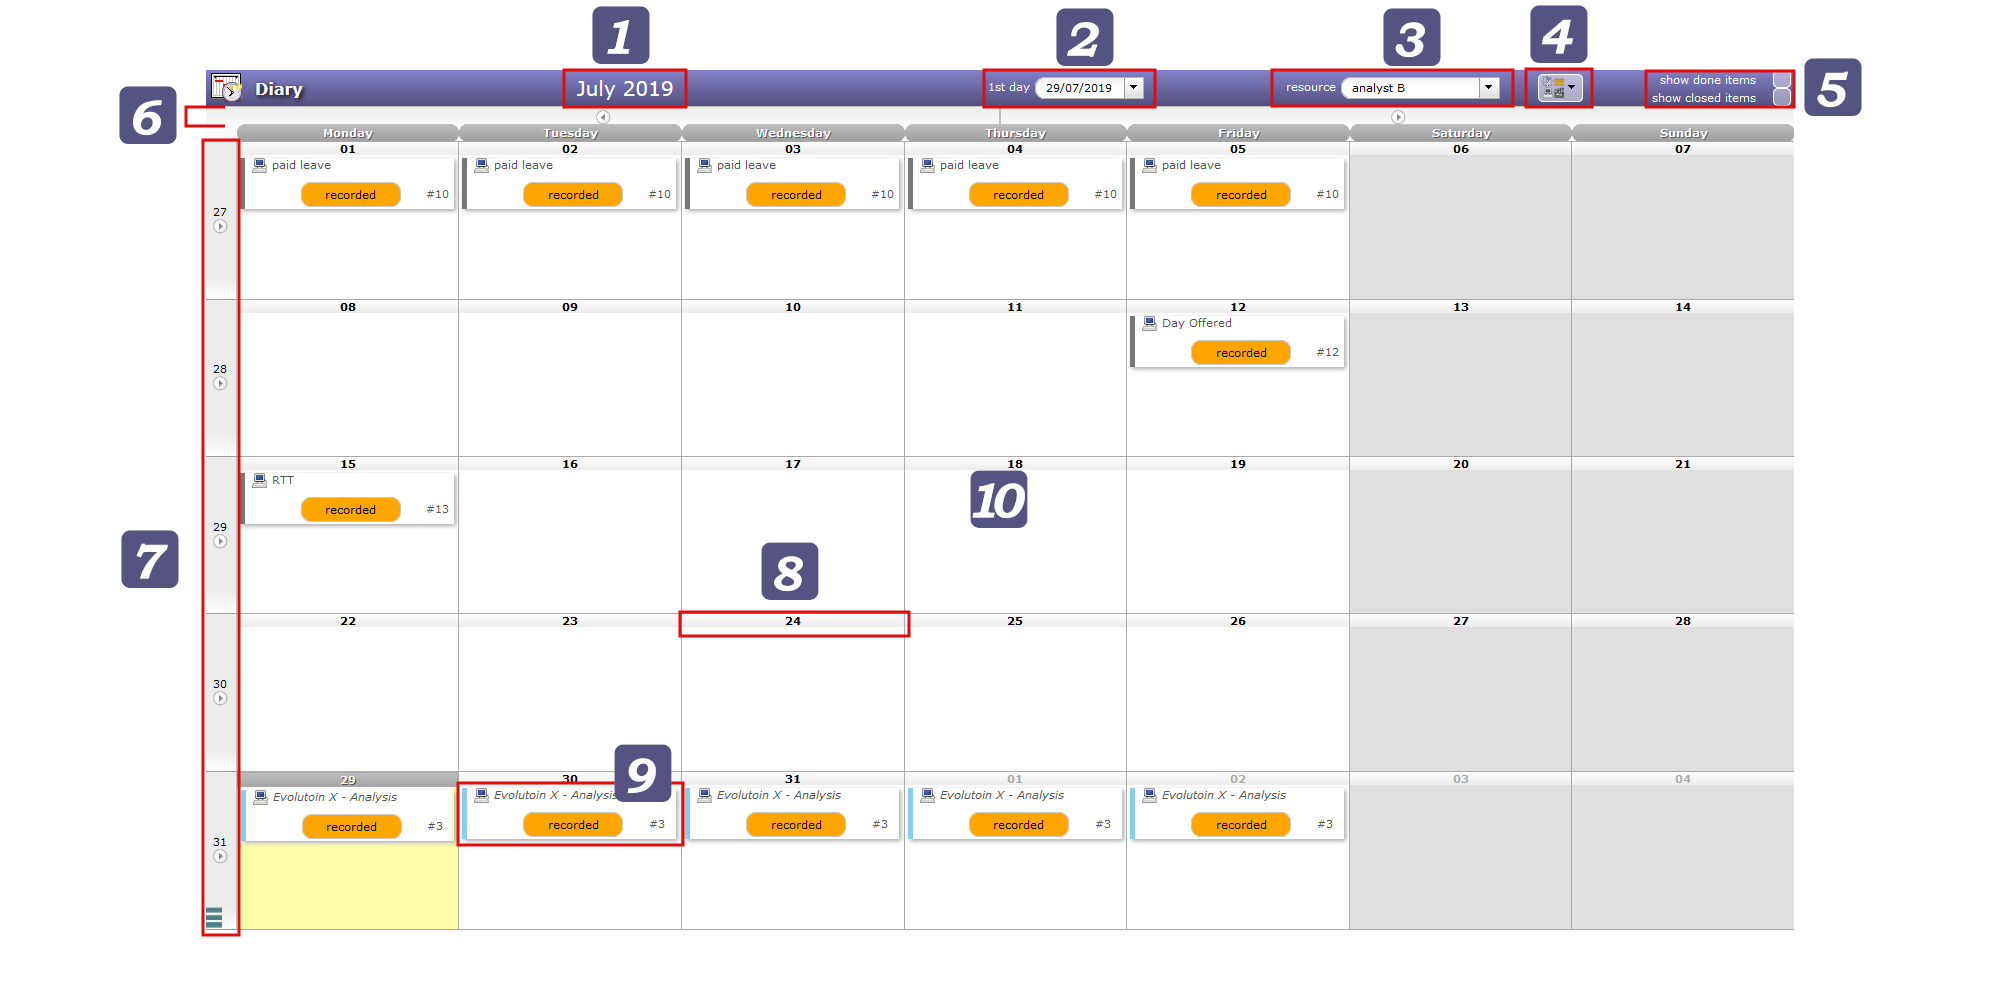 1
2
3
4
5
6
Diary
July 2019
1st day 29/07/2019
resource analyst B
show done items
show closed items
Monday Tuesday Wednesday Thursday Friday Saturday Sunday
01 02 03 04 05 06 07
paid leave paid leave paid leave paid leave paid leave
recorded #10 recorded #10 recorded #10 recorded #10 recorded #10
27
08 09 10 11 12 13 14
Day Offered
recorded #12
28
15 16 17 18 19 20 21
RTT
10
recorded #13
29
7
8
22 23 24 25 26 27 28
30
9
29 30 31 01 02 03 04
Evolutoin X - Analysis Evolutoin X - Analysis Evolutoin X - Analysis Evolutoin X - Analysis Evolutoin X - Analysis
recorded #3 recorded #3 recorded #3 recorded #3 recorded #3
31